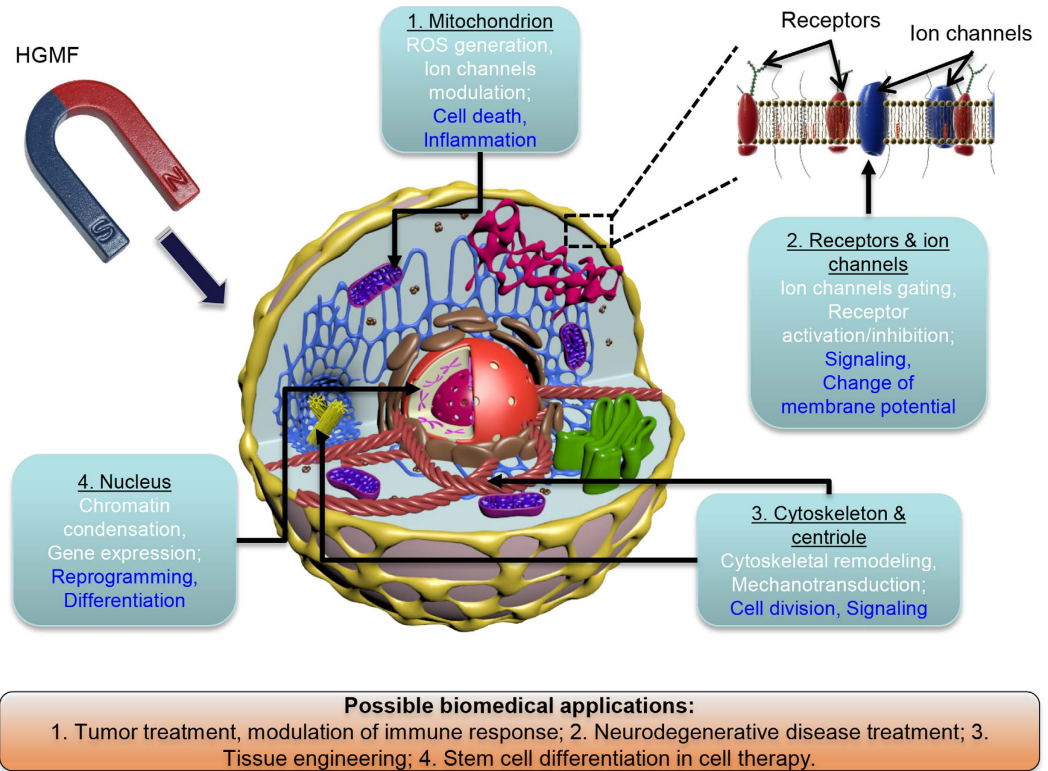 HGMF
N
S
1. Mitochondrion
ROS generation,
Ion channels
modulation;
Cell death,
Inflammation
Receptors
Ion channels
2. Receptors & ion
channels
Ion channels gating,
Receptor
activation/inhibition;
Signaling,
Change of
membrane potential
4. Nucleus
Chromatin
condensation,
Gene expression;
Reprogramming,
Differentiation
3. Cytoskeleton &
centriole
Cytoskeletal remodeling,
Mechanotransduction;
Cell division, Signaling
Possible biomedical applications:
1. Tumor treatment, modulation of immune response; 2. Neurodegenerative disease treatment; 3.
Tissue engineering; 4. Stem cell differentiation in cell therapy.